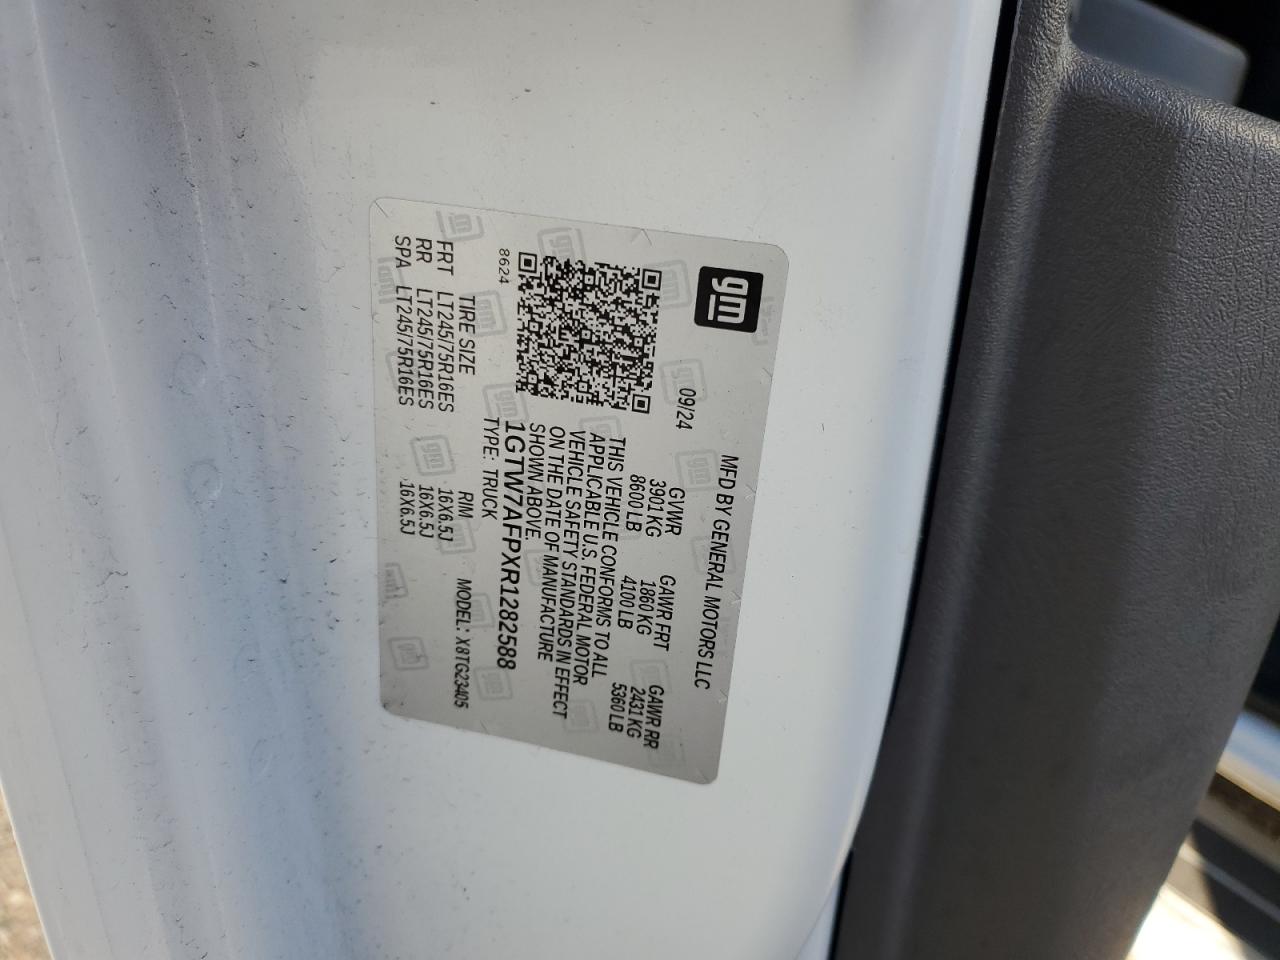 gm
MFD BY GENERAL MOTORS LLC
09/24
GVWR GAWR FRT GAWR RR
3901 KG 1860 KG 2431 KG
8600 LB 4100 LB 5360 LB
THIS VEHICLE CONFORMS TO ALL
APPLICABLE U.S. FEDERAL MOTOR
VEHICLE SAFETY STANDARDS IN EFFECT
ON THE DATE OF MANUFACTURE
SHOWN ABOVE.
8624
1GTW7AFPXR1282588
TYPE: TRUCK MODEL: X8TG23405
TIRE SIZE RIM
FRT LT245/75R16ES 16X6.5J
RR LT245/75R16ES 16X6.5J
SPA LT245/75R16ES 16X6.5J